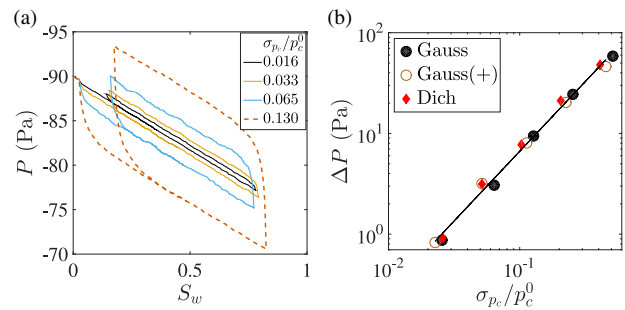 (a)
(b)
-90
-85
-80
-75
-70
P (Pa)
0
0.5
1
S_w
σ_{p_c}/p_c^0
0.016
0.033
0.065
0.130
10^2
10^1
10^0
ΔP (Pa)
Gauss
Gauss(+)
Dich
10^{-2}
10^{-1}
10^0
σ_{p_c}/p_c^0